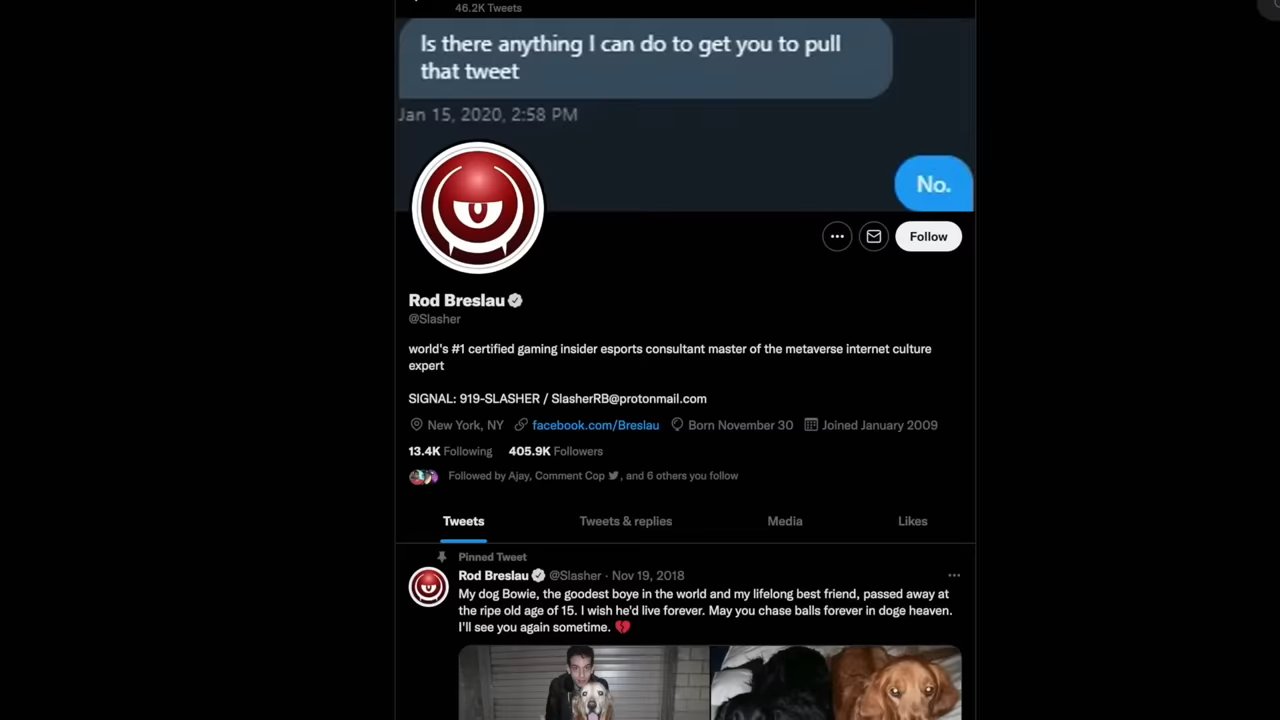 46.2K Tweets
Is there anything I can do to get you to pull
that tweet
Jan 15, 2020, 2:58 PM
No.
Follow
Rod Breslau
@Slasher
world's #1 certified gaming insider esports consultant master of the metaverse internet culture
expert
SIGNAL: 919-SLASHER / SlasherRB@protonmail.com
New York, NY facebook.com/Breslau Born November 30 Joined January 2009
13.4K Following 405.9K Followers
Followed by Ajay, Comment Cop, and 6 others you follow
Tweets Tweets & replies Media Likes
Pinned Tweet
Rod Breslau @Slasher · Nov 19, 2018
My dog Bowie, the goodest boye in the world and my lifelong best friend, passed away at
the ripe old age of 15. I wish he'd live forever. May you chase balls forever in doge heaven.
I'll see you again sometime. 💔